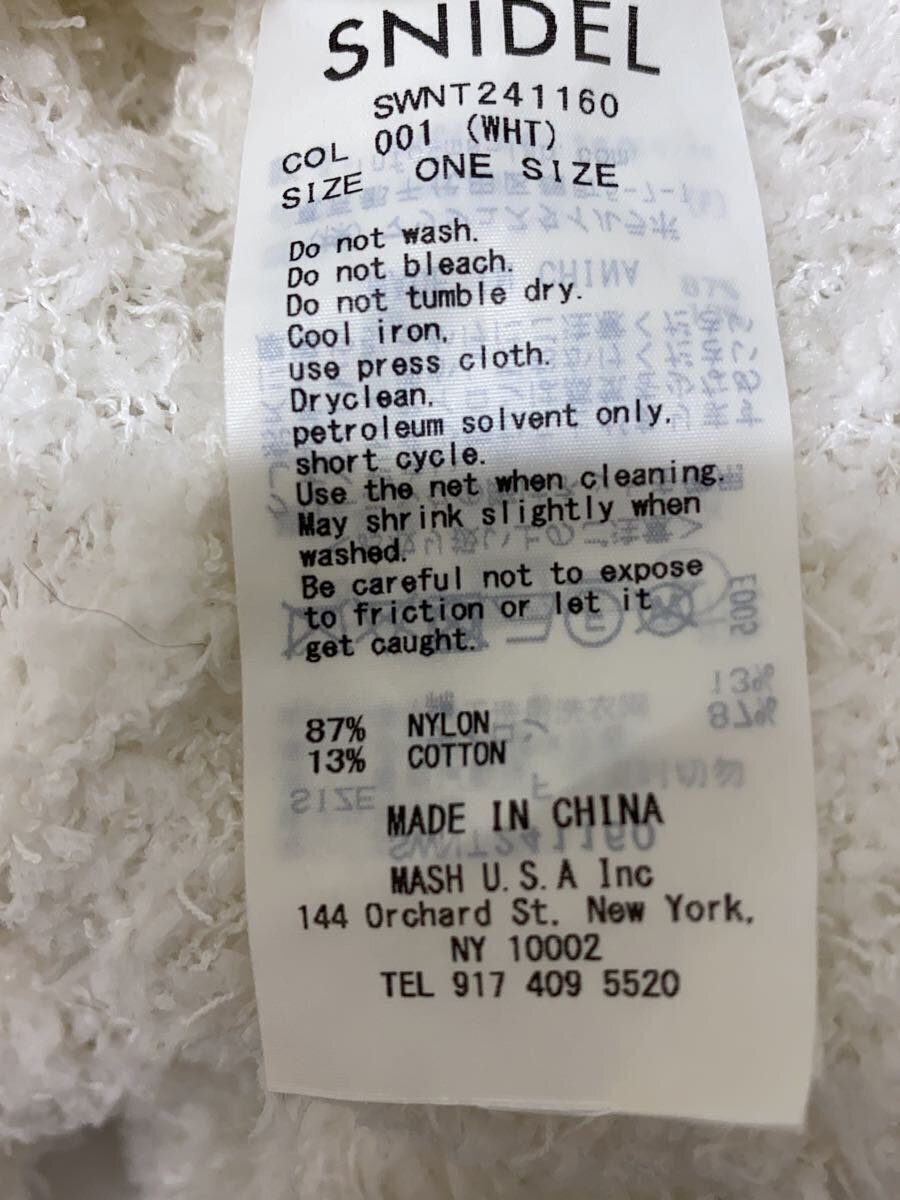 SNIDEL
SWNT241160
COL 001 (WHT)
SIZE ONE SIZE
Do not wash.
Do not bleach.
Do not tumble dry.
Cool iron,
use press cloth.
Dryclean,
petroleum solvent only,
short cycle.
Use the net when cleaning.
May shrink slightly when
washed.
Be careful not to expose
to friction or let it
get caught.
87% NYLON
13% COTTON
MADE IN CHINA
MASH U.S.A Inc
144 Orchard St. New York,
NY 10002
TEL 917 409 5520